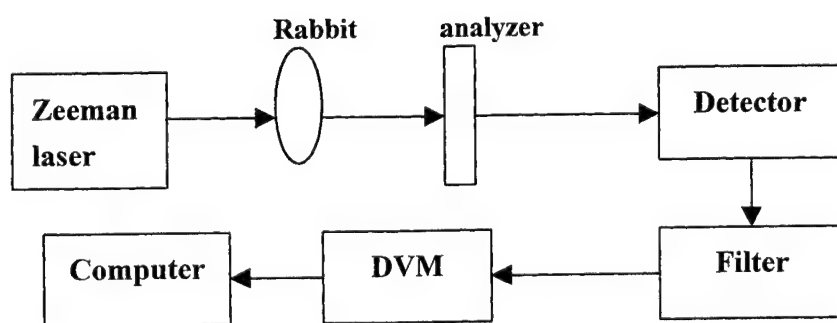 Rabbit
analyzer
Zeeman
laser
Detector
Computer
DVM
Filter